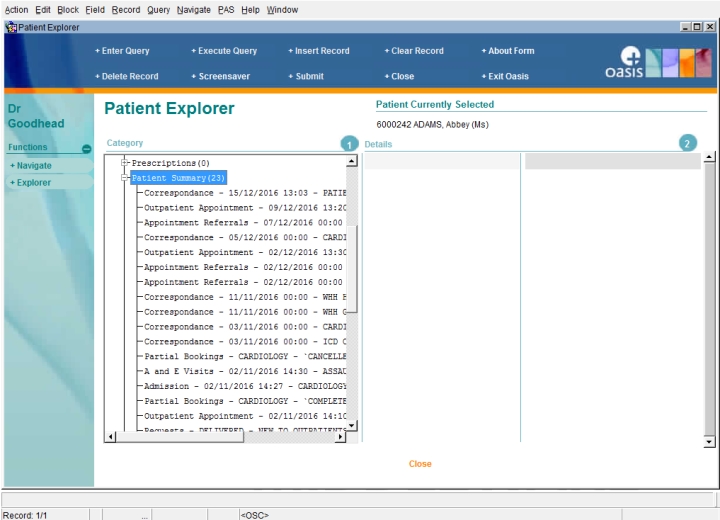 Action Edit Block Field Record Query Navigate PAS Help Window
Patient Explorer
+ Enter Query + Execute Query + Insert Record + Clear Record + About Form
+ Delete Record + Screensaver + Submit + Close + Exit Oasis
oasis
Dr
Goodhead
Functions
+ Navigate
+ Explorer
Patient Explorer
Patient Currently Selected
6000242 ADAMS, Abbey (Ms)
Category 1 Details 2
Prescriptions(0)
Patient Summary(23)
Correspondance - 15/12/2016 13:03 - PATIE
Outpatient Appointment - 09/12/2016 13:20
Appointment Referrals - 07/12/2016 00:00
Correspondance - 05/12/2016 00:00 - CARDI
Outpatient Appointment - 02/12/2016 13:30
Appointment Referrals - 02/12/2016 00:00
Appointment Referrals - 02/12/2016 00:00
Correspondance - 11/11/2016 00:00 - WHH
Correspondance - 11/11/2016 00:00 - WHH
Correspondance - 03/11/2016 00:00 - CARDI
Correspondance - 03/11/2016 00:00 - ICD
Partial Bookings - CARDIOLOGY - `CANCELLE
A and E Visits - 02/11/2016 14:30 - ASSAU
Admission - 02/11/2016 14:27 - CARDIOLOGY
Partial Bookings - CARDIOLOGY - `COMPLETE
Outpatient Appointment - 02/11/2016 14:10
Requests - DELIVERED - NEW TO OUTPATIENTS
Close
Record: 1/1 ... <OSC>